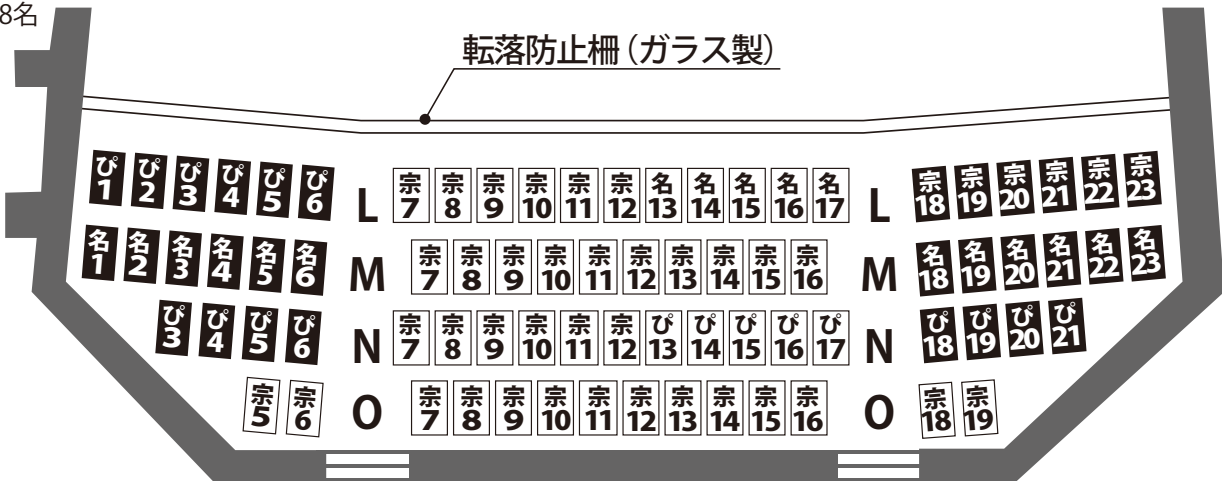 8名
転落防止柵（ガラス製）
ぴ1 ぴ2 ぴ3 ぴ4 ぴ5 ぴ6 L 宗7 宗8 宗9 宗10 宗11 宗12 名13 名14 名15 名16 名17 L 宗18 宗19 宗20 宗21 宗22 宗23
名1 名2 名3 名4 名5 名6 M 宗7 宗8 宗9 宗10 宗11 宗12 宗13 宗14 宗15 宗16 M 名18 名19 名20 名21 名22 名23
ぴ3 ぴ4 ぴ5 ぴ6 N 宗7 宗8 宗9 宗10 宗11 宗12 ぴ13 ぴ14 ぴ15 ぴ16 ぴ17 N ぴ18 ぴ19 ぴ20 ぴ21
宗5 宗6 O 宗7 宗8 宗9 宗10 宗11 宗12 宗13 宗14 宗15 宗16 O 宗18 宗19